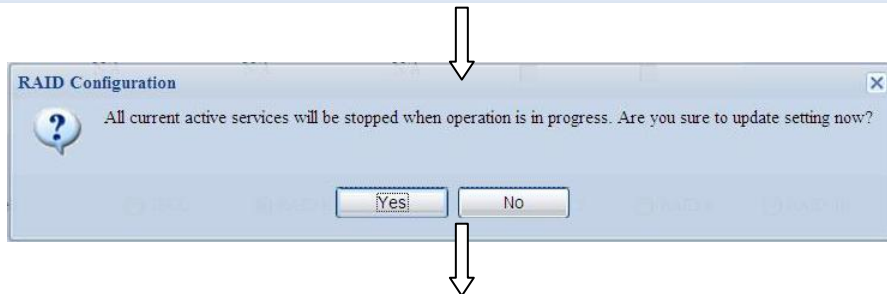 RAID Configuration
All current active services will be stopped when operation is in progress. Are you sure to update setting now?
Yes
No